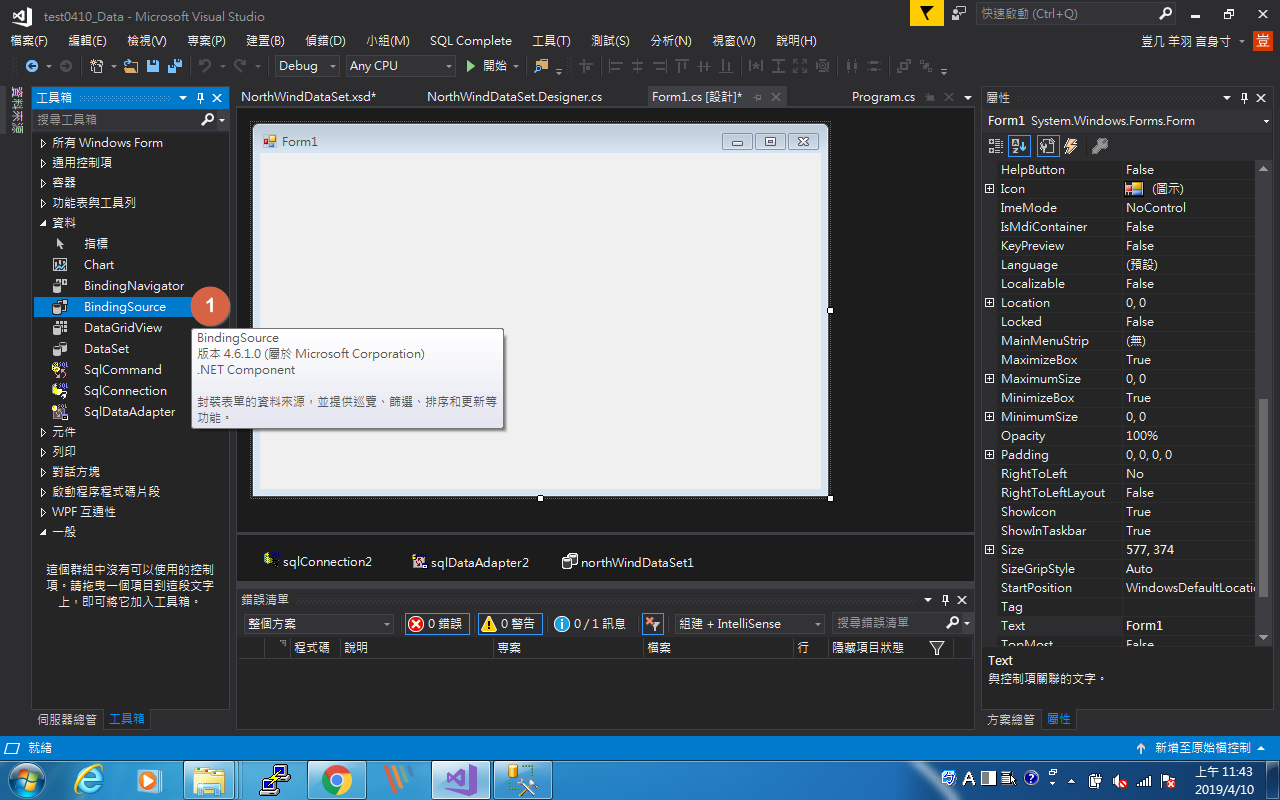 test0410_Data - Microsoft Visual Studio
快速啟動 (Ctrl+Q)
檔案(F) 編輯(E) 檢視(V) 專案(P) 建置(B) 偵錯(D) 小組(M) SQL Complete 工具(T) 測試(S) 分析(N) 視窗(W) 說明(H)
豈几 羊羽 言身寸 豈
Debug Any CPU 開始
資料來源
工具箱
搜尋工具箱
所有 Windows Form
通用控制項
容器
功能表與工具列
資料
指標
Chart
BindingNavigator
BindingSource
DataGridView
DataSet
SqlCommand
SqlConnection
SqlDataAdapter
元件
列印
對話方塊
啟動程序程式碼片段
WPF 互通性
一般
這個群組中沒有可以使用的控制
項。請拖曳一個項目到這段文字
上，即可將它加入工具箱。
伺服器總管 工具箱
1
BindingSource
版本 4.6.1.0 (屬於 Microsoft Corporation)
.NET Component
封裝表單的資料來源，並提供巡覽、篩選、排序和更新等
功能。
NorthWindDataSet.xsd* NorthWindDataSet.Designer.cs Form1.cs [設計]* Program.cs
Form1
sqlConnection2 sqlDataAdapter2 northWindDataSet1
錯誤清單
整個方案 0 錯誤 0 警告 0 / 1 訊息 組建 + IntelliSense 搜尋錯誤清單
程式碼 說明 專案 檔案 行 隱藏項目狀態
屬性
Form1 System.Windows.Forms.Form
HelpButton False
Icon (圖示)
ImeMode NoControl
IsMdiContainer False
KeyPreview False
Language (預設)
Localizable False
Location 0, 0
Locked False
MainMenuStrip (無)
MaximizeBox True
MaximumSize 0, 0
MinimizeBox True
MinimumSize 0, 0
Opacity 100%
Padding 0, 0, 0, 0
RightToLeft No
RightToLeftLayout False
ShowIcon True
ShowInTaskbar True
Size 577, 374
SizeGripStyle Auto
StartPosition WindowsDefaultLocati
Tag
Text Form1
TopMost False
Text
與控制項關聯的文字。
方案總管 屬性
就緒
新增至原始檔控制
A
上午 11:43
2019/4/10